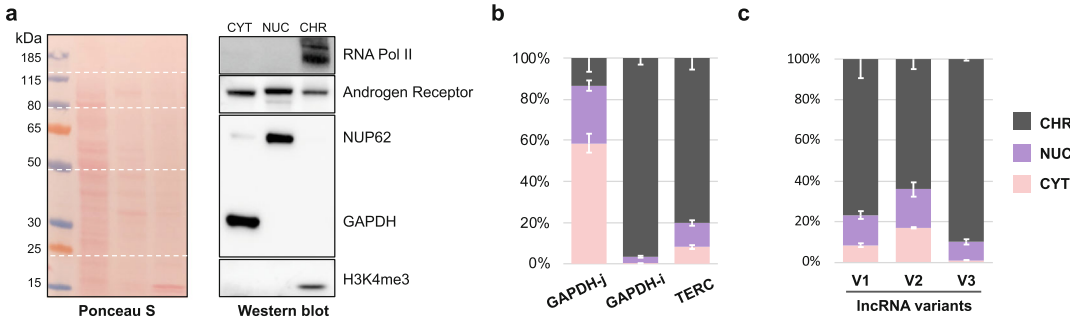 a
kDa
185
115
80
65
50
30
25
15
Ponceau S
CYT NUC CHR
RNA Pol II
Androgen Receptor
NUP62
GAPDH
H3K4me3
Western blot
b
100%
80%
60%
40%
20%
0%
GAPDH-j GAPDH-i TERC
c
100%
80%
60%
40%
20%
0%
V1 V2 V3
lncRNA variants
CHR
NUC
CYT